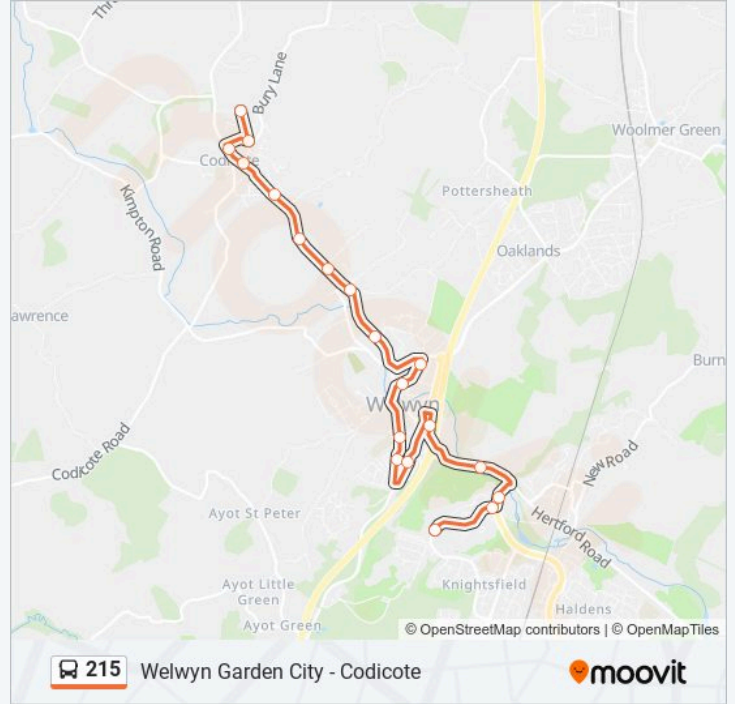 Thr
Bury Lane
Woolmer Green
Codicote
Pottersheath
Kimpton Road
Oaklands
awrence
Burn
Welwyn
New Road
Codicote Road
Ayot St Peter
Hertford Road
Ayot Little
Green
Knightsfield
Haldens
Ayot Green
© OpenStreetMap contributors | © OpenMapTiles
215 Welwyn Garden City - Codicote
moovit